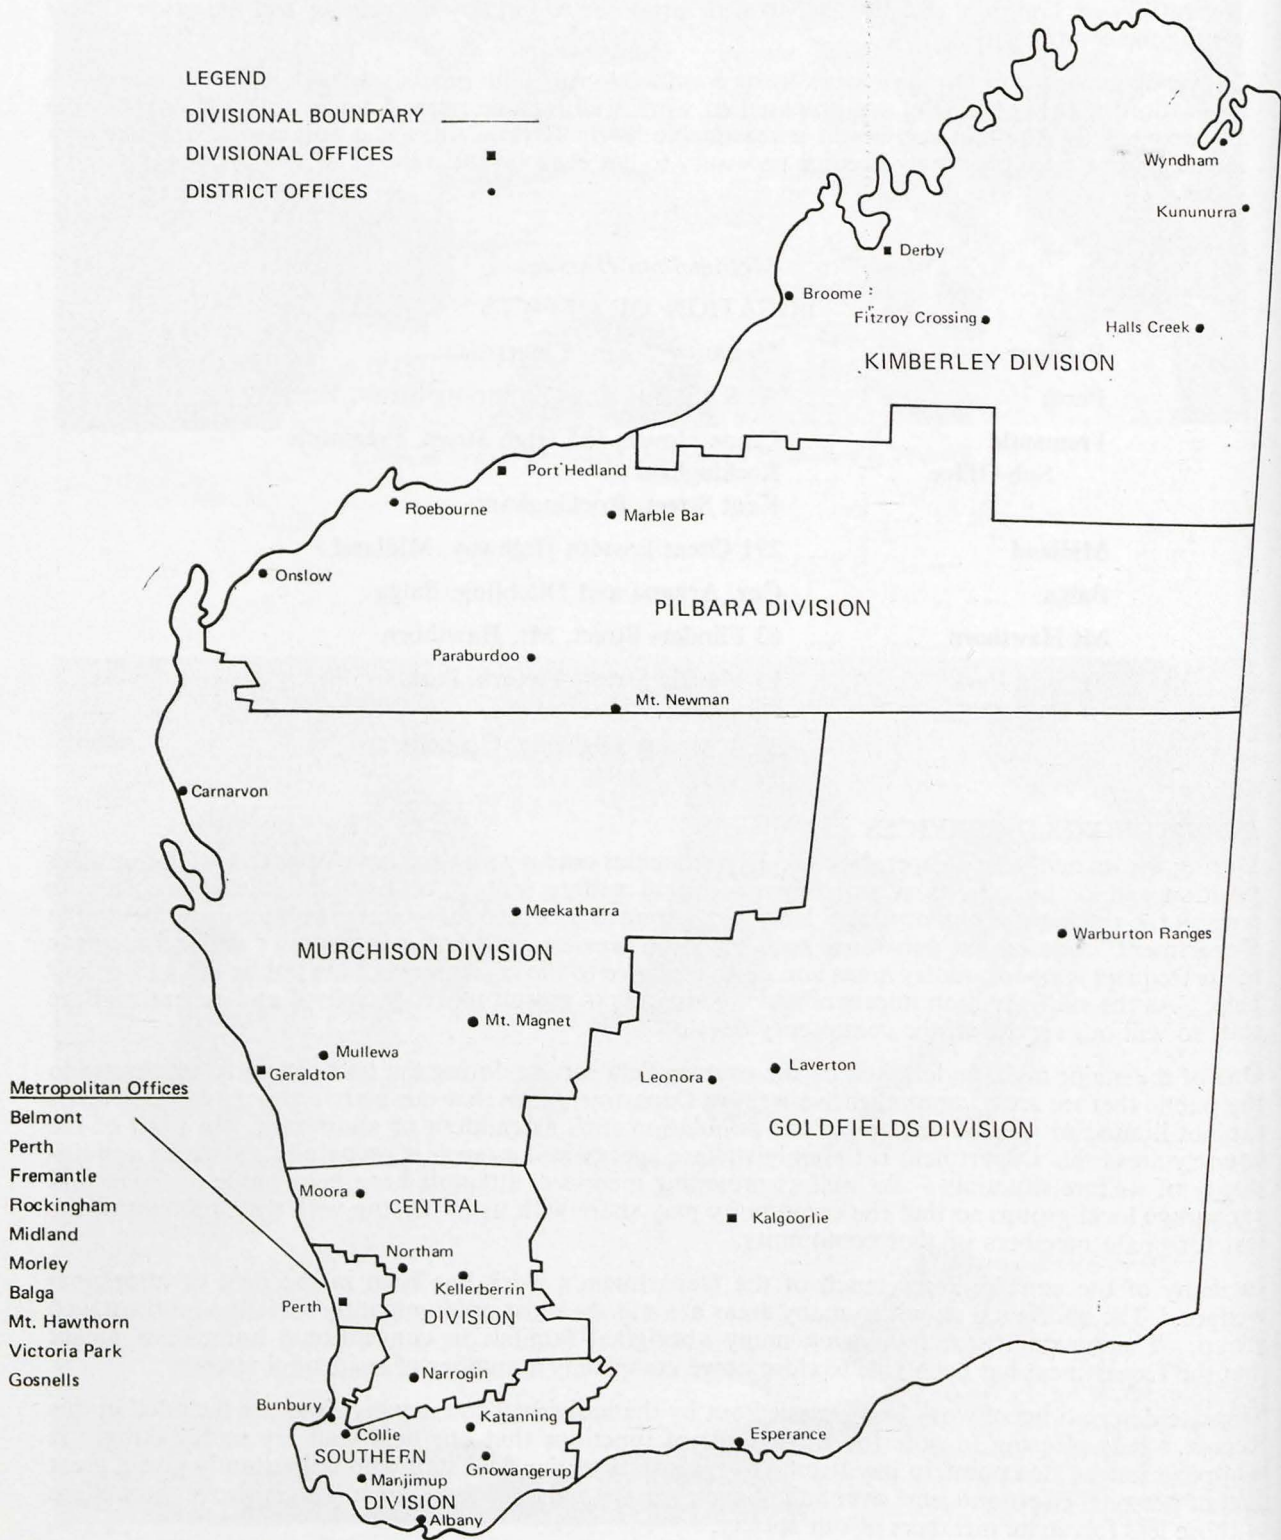 LEGEND
DIVISIONAL BOUNDARY
DIVISIONAL OFFICES
DISTRICT OFFICES
Wyndham
Kununurra
Derby
Broome
Fitzroy Crossing
Halls Creek
KIMBERLEY DIVISION
Port Hedland
Roebourne
Marble Bar
Onslow
PILBARA DIVISION
Paraburdoo
Mt. Newman
Carnarvon
Meekatharra
Warburton Ranges
MURCHISON DIVISION
Mt. Magnet
Mullewa
Geraldton
Laverton
Leonora
GOLDFIELDS DIVISION
Metropolitan Offices
Belmont
Perth
Fremantle
Rockingham
Midland
Morley
Balga
Mt. Hawthorn
Victoria Park
Gosnells
Moora
CENTRAL
Kalgoorlie
Northam
Kellerberrin
Perth
DIVISION
Narrogin
Bunbury
Katanning
Collie
Esperance
SOUTHERN
Gnowangerup
Manjimup
DIVISION
Albany